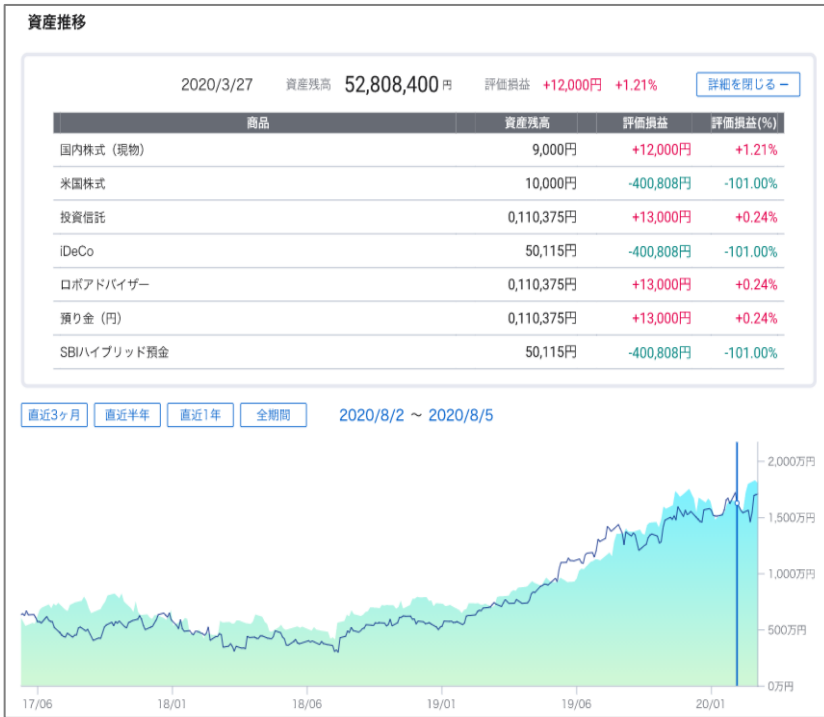 資産推移
2020/3/27 資産残高 52,808,400 円 評価損益 +12,000円 +1.21% 詳細を閉じる ー
商品 資産残高 評価損益 評価損益(%)
国内株式（現物） 9,000円 +12,000円 +1.21%
米国株式 10,000円 -400,808円 -101.00%
投資信託 0,110,375円 +13,000円 +0.24%
iDeCo 50,115円 -400,808円 -101.00%
ロボアドバイザー 0,110,375円 +13,000円 +0.24%
預り金（円） 0,110,375円 +13,000円 +0.24%
SBIハイブリッド預金 50,115円 -400,808円 -101.00%
直近3ヶ月 直近半年 直近1年 全期間 2020/8/2 ～ 2020/8/5
2,000万円
1,500万円
1,000万円
500万円
0万円
17/06 18/01 18/06 19/01 19/06 20/01